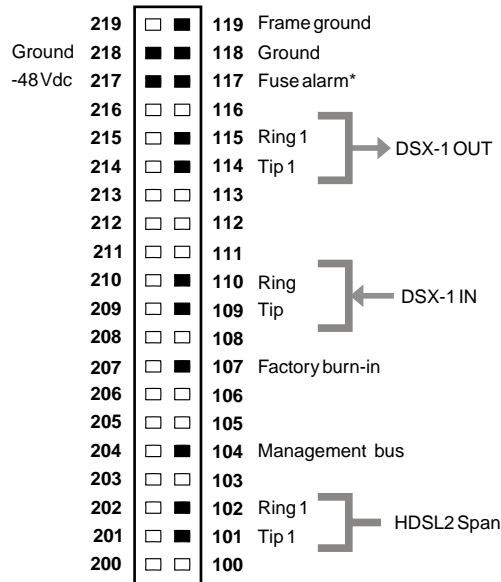 219 119 Frame ground
Ground 218 118 Ground
-48Vdc 217 117 Fuse alarm*
216 116
215 115 Ring 1
DSX-1 OUT
214 114 Tip 1
213 113
212 112
211 111
210 110 Ring
DSX-1 IN
209 109 Tip
208 108
207 107 Factory burn-in
206 106
205 105
204 104 Management bus
203 103
202 102 Ring 1
HDSL2 Span
201 101 Tip 1
200 100